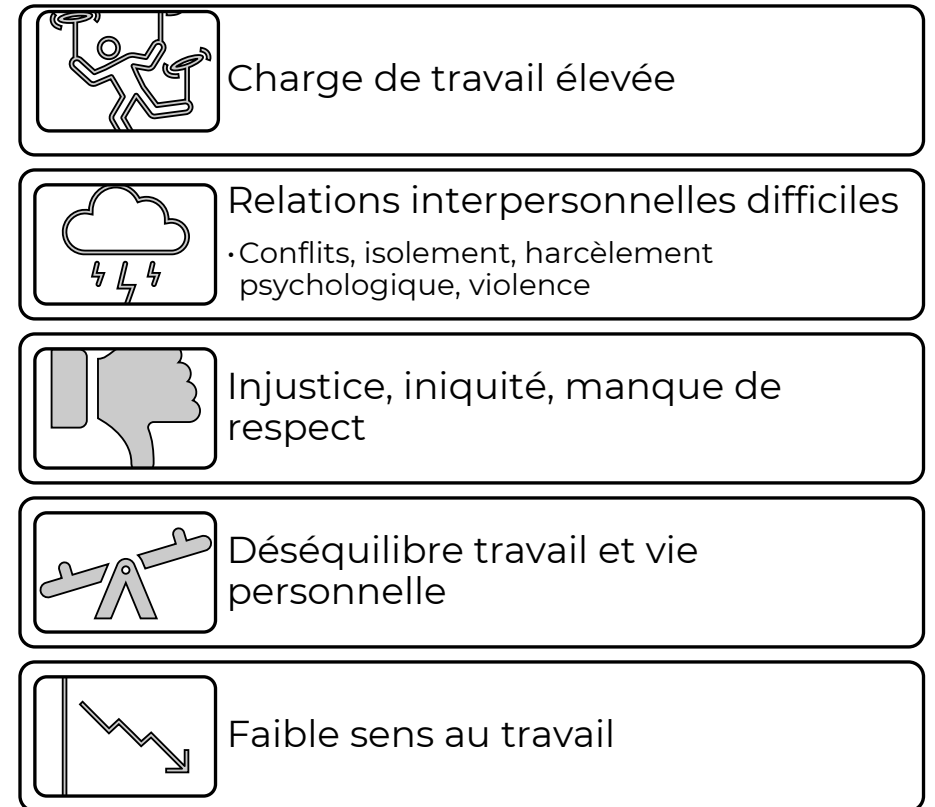 Charge de travail élevée
Relations interpersonnelles difficiles
• Conflits, isolement, harcèlement
psychologique, violence
Injustice, iniquité, manque de
respect
Déséquilibre travail et vie
personnelle
Faible sens au travail